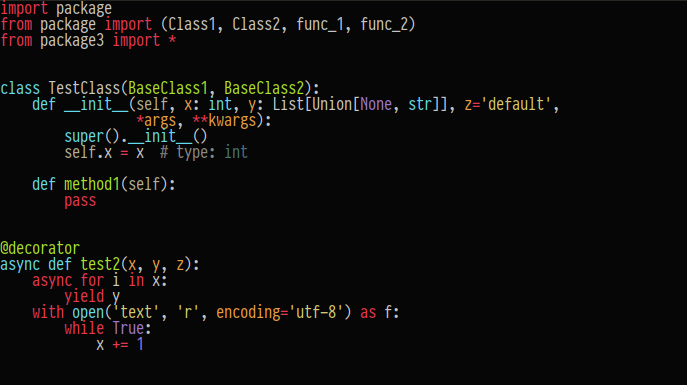 import package
from package import (Class1, Class2, func_1, func_2)
from package3 import *


class TestClass(BaseClass1, BaseClass2):
    def __init__(self, x: int, y: List[Union[None, str]], z='default',
                 *args, **kwargs):
        super().__init__()
        self.x = x  # type: int

    def method1(self):
        pass


@decorator
async def test2(x, y, z):
    async for i in x:
        yield y
    with open('text', 'r', encoding='utf-8') as f:
        while True:
            x += 1